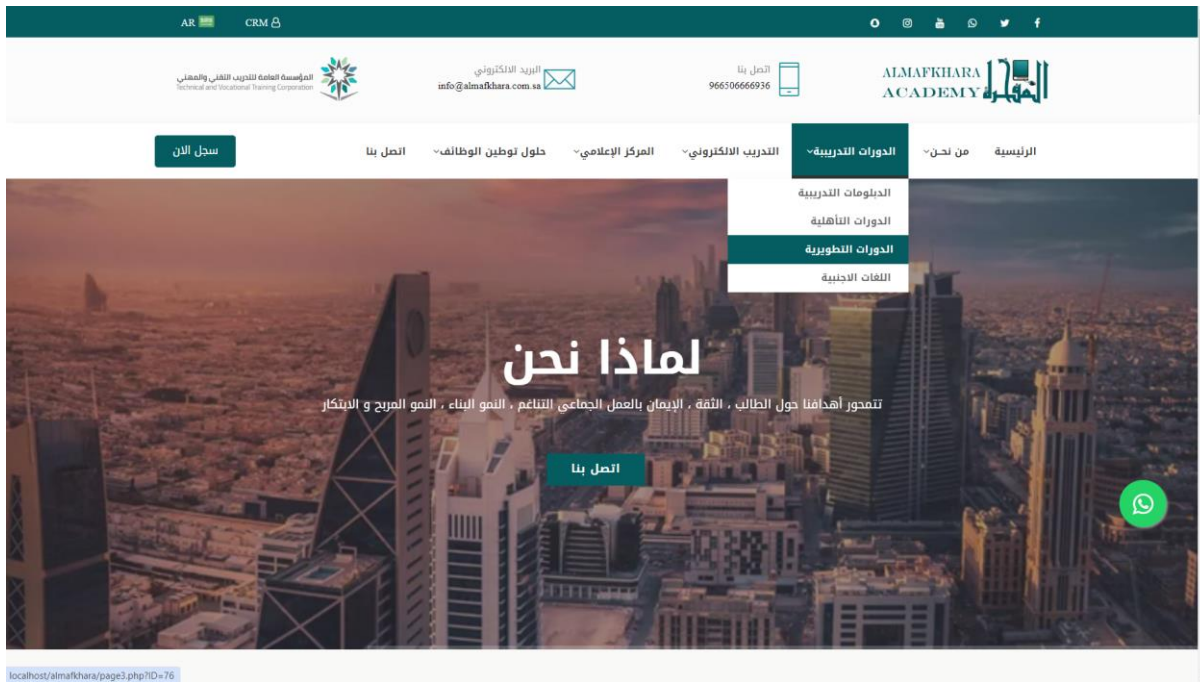 AR
CRM
ALMAFKHARA
ACADEMY
المفخرة
اتصل بنا
966506666936
البريد الالكتروني
info@almafkhara.com.sa
المؤسسة العامة للتدريب التقني والمهني
Technical and Vocational Training Corporation
الرئيسية
من نحـن
الدورات التدريبية
التدريب الالكتروني
المركز الإعلامي
حلول توطين الوظائف
اتصل بنا
سجل الان
الدبلومات التدريبية
الدورات التأهلية
الدورات التطويرية
اللغات الاجنبية
لماذا نحن
تتمحور أهدافنا حول الطالب ، الثقة ، الإيمان بالعمل الجماعى التناغم ، النمو البناء ، النمو المربح و الابتكار
اتصل بنا
localhost/almafkhara/page3.php?ID=76